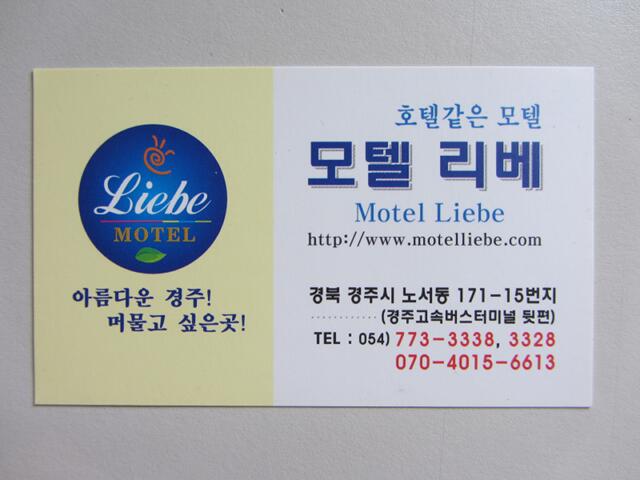 Liebe
MOTEL
아름다운 경주!
머물고 싶은곳!
호텔같은 모텔
모텔 리베
Motel Liebe
http://www.motelliebe.com
경북 경주시 노서동 171-15번지
············(경주고속버스터미널 뒷편)
TEL : 054) 773-3338, 3328
070-4015-6613